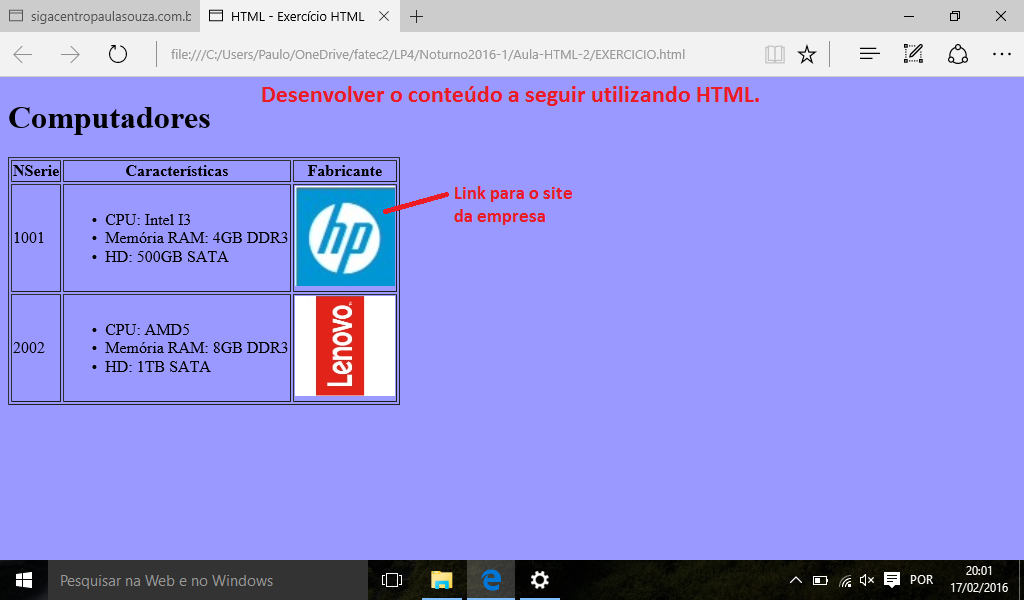 sigacentropaulasouza.com.b
HTML - Exercício HTML
file:///C:/Users/Paulo/OneDrive/fatec2/LP4/Noturno2016-1/Aula-HTML-2/EXERCICIO.html
Desenvolver o conteúdo a seguir utilizando HTML.
Computadores
NSerie Características Fabricante
1001
• CPU: Intel I3
• Memória RAM: 4GB DDR3
• HD: 500GB SATA
hp
Link para o site
da empresa
2002
• CPU: AMD5
• Memória RAM: 8GB DDR3
• HD: 1TB SATA
Lenovo
Pesquisar na Web e no Windows
POR
20:01
17/02/2016